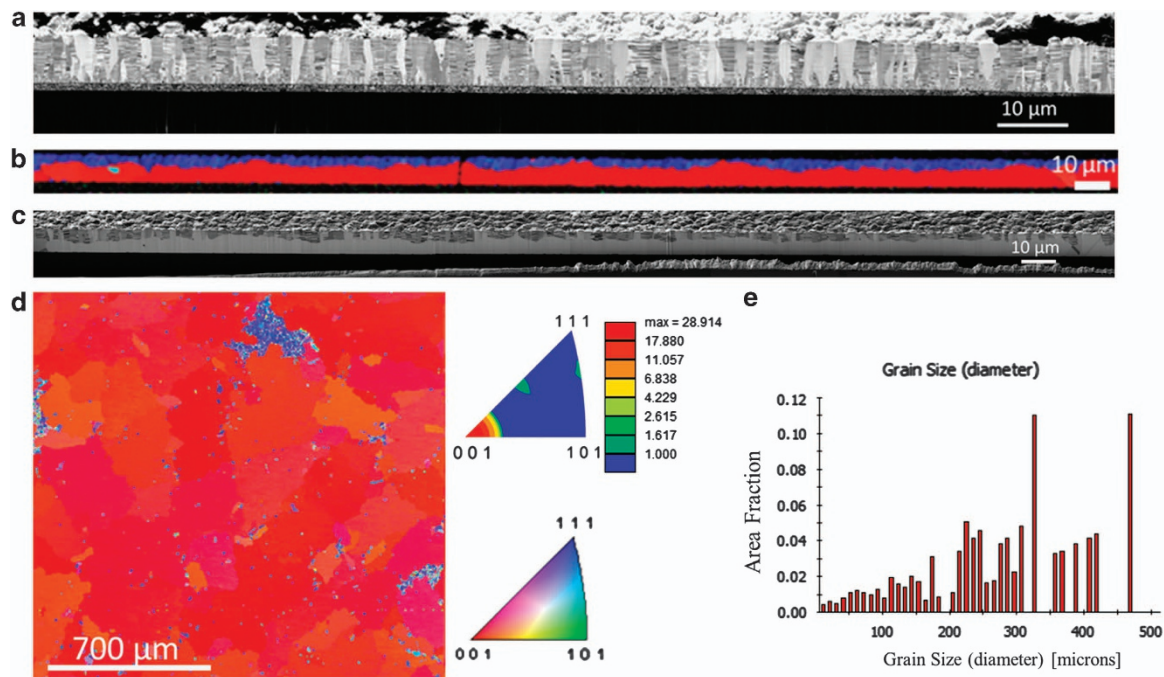 a
10 µm
b
10 µm
c
10 µm
d
700 µm
1 1 1
0 0 1
1 0 1
max = 28.914
17.880
11.057
6.838
4.229
2.615
1.617
1.000
1 1 1
0 0 1
1 0 1
e
Grain Size (diameter)
0.12
0.10
0.08
0.06
0.04
0.02
0.00
Area Fraction
100
200
300
400
500
Grain Size (diameter) [microns]